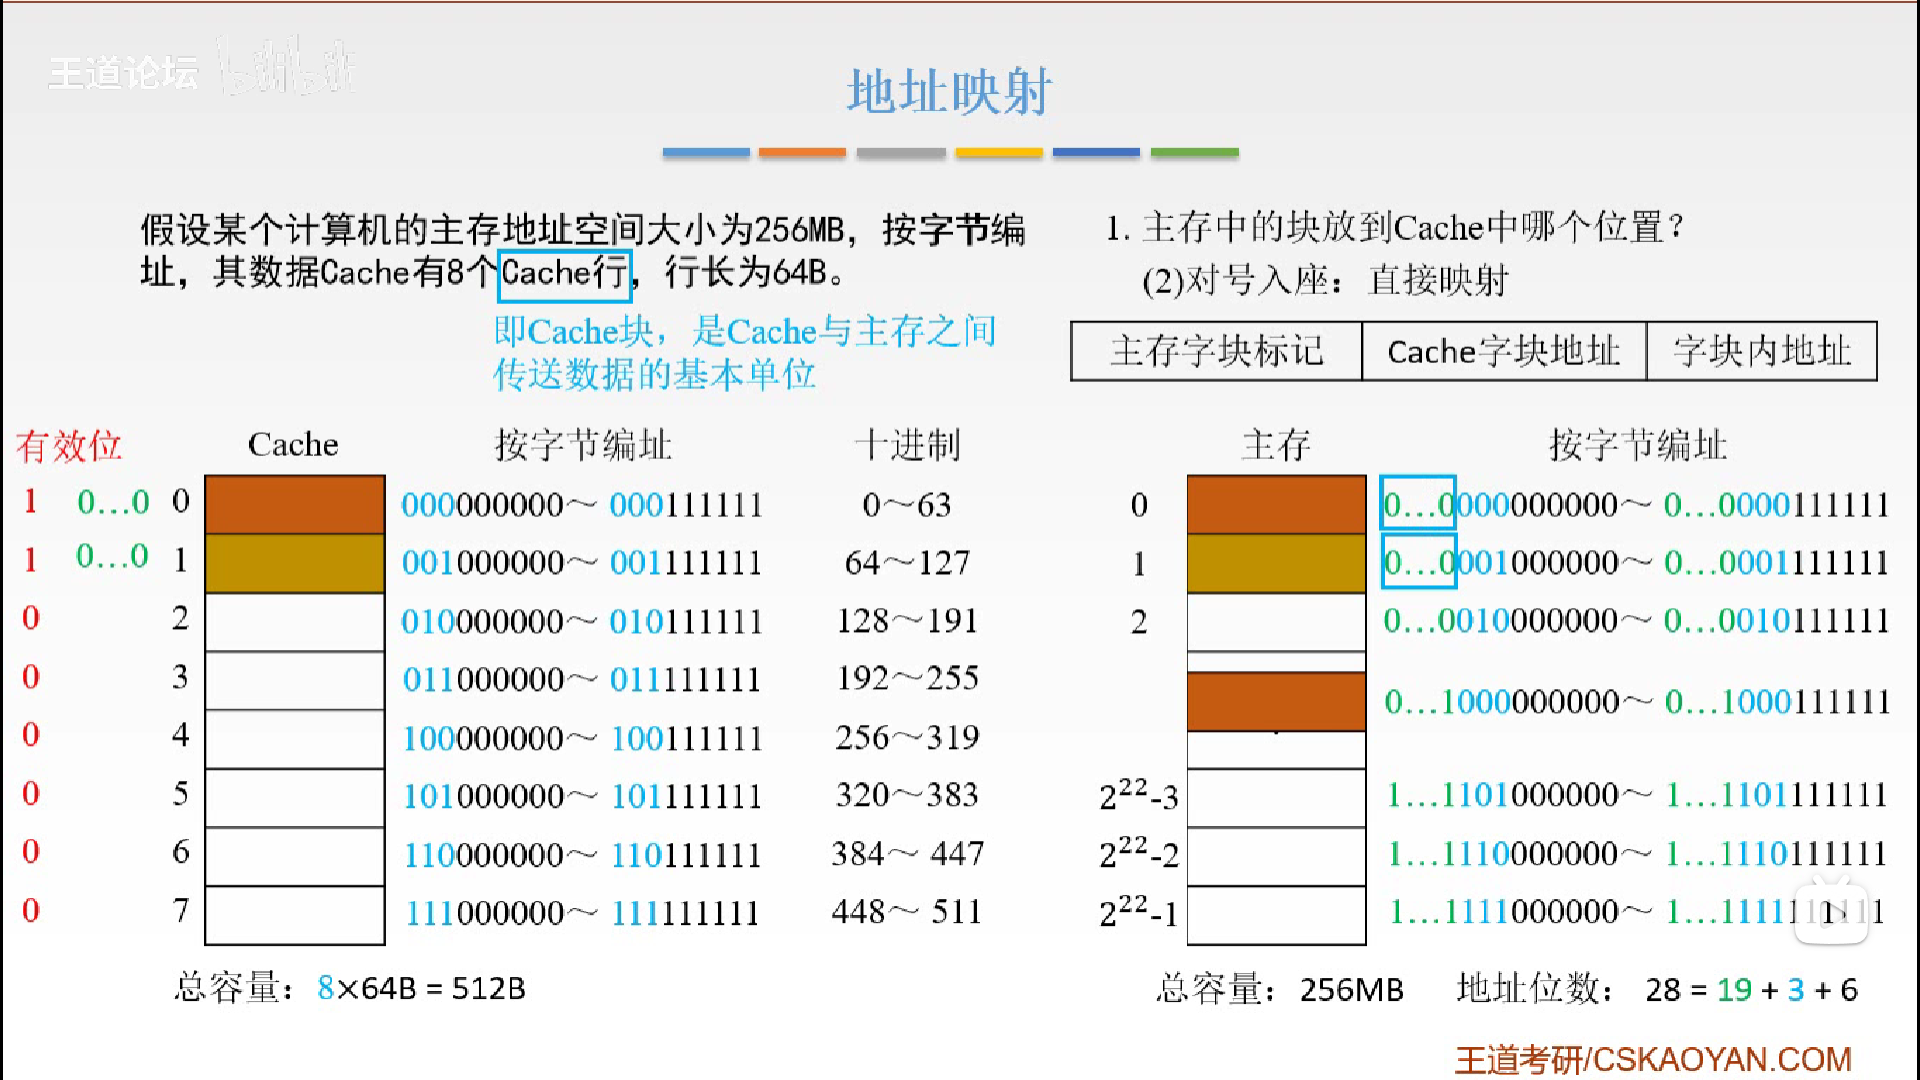 王道论坛 bilibili
地址映射
假设某个计算机的主存地址空间大小为256MB，按字节编
址，其数据Cache有8个Cache行，行长为64B。
即Cache块，是Cache与主存之间
传送数据的基本单位
1. 主存中的块放到Cache中哪个位置？
(2)对号入座：直接映射
主存字块标记 Cache字块地址 字块内地址
有效位 Cache 按字节编址 十进制
1 0…0 0 000000000～ 000111111 0～63
1 0…0 1 001000000～ 001111111 64～127
0 2 010000000～ 010111111 128～191
0 3 011000000～ 011111111 192～255
0 4 100000000～ 100111111 256～319
0 5 101000000～ 101111111 320～383
0 6 110000000～ 110111111 384～ 447
0 7 111000000～ 111111111 448～ 511
总容量：8×64B = 512B
主存 按字节编址
0 0…0000000000～ 0…0000111111
1 0…0001000000～ 0…0001111111
2 0…0010000000～ 0…0010111111
0…1000000000～ 0…1000111111
2²²-3 1…1101000000～ 1…1101111111
2²²-2 1…1110000000～ 1…1110111111
2²²-1 1…1111000000～ 1…1111111111
总容量：256MB 地址位数： 28 = 19 + 3 + 6
王道考研/CSKAOYAN.COM